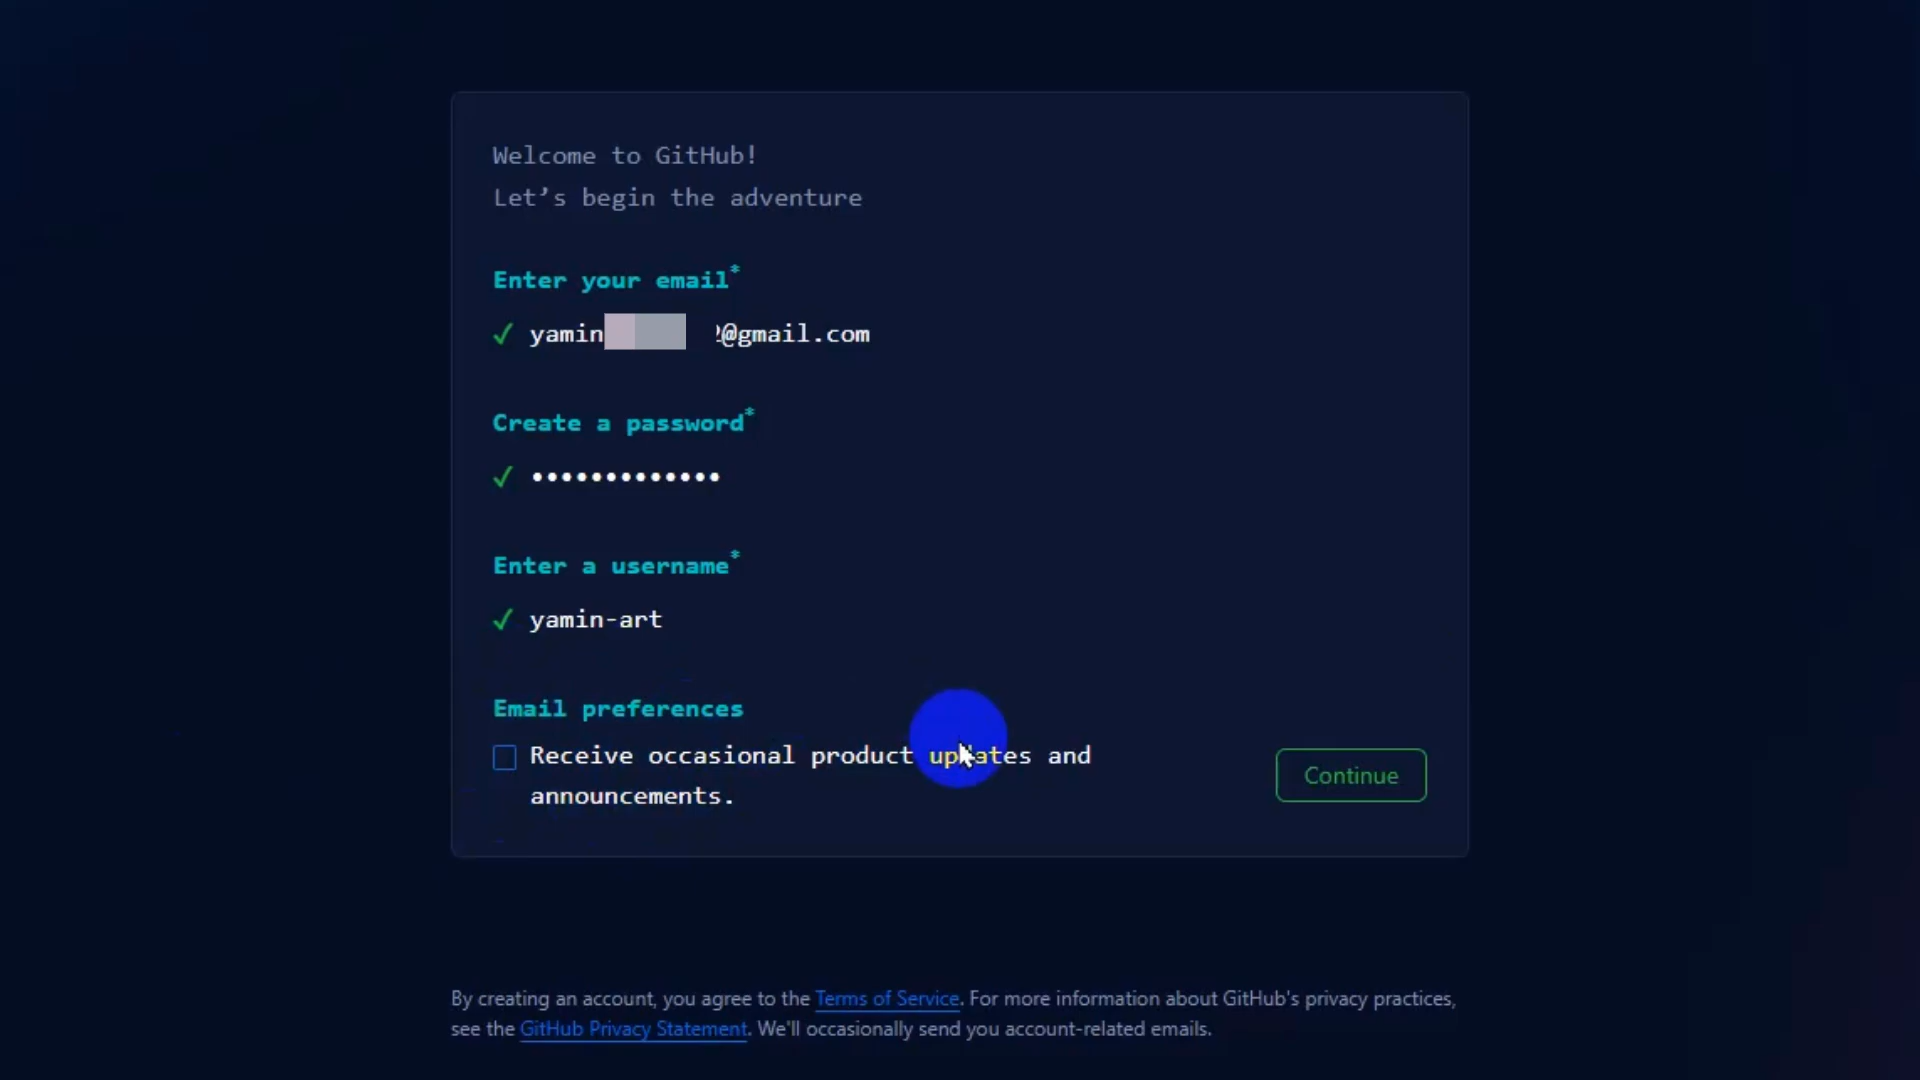 Welcome to GitHub!
Let’s begin the adventure
Enter your email*
✓ yamin @gmail.com
Create a password*
✓ •••••••••••••
Enter a username*
✓ yamin-art
Email preferences
Receive occasional product updates and
announcements.
Continue
By creating an account, you agree to the Terms of Service. For more information about GitHub's privacy practices,
see the GitHub Privacy Statement. We'll occasionally send you account-related emails.